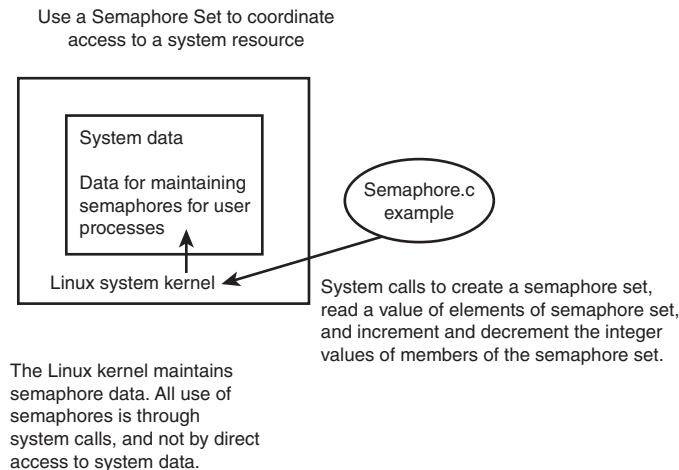 Use a Semaphore Set to coordinate
access to a system resource
System data
Data for maintaining
semaphores for user
processes
Linux system kernel
Semaphore.c
example
System calls to create a semaphore set,
read a value of elements of semaphore set,
and increment and decrement the integer
values of members of the semaphore set.
The Linux kernel maintains
semaphore data. All use of
semaphores is through
system calls, and not by direct
access to system data.